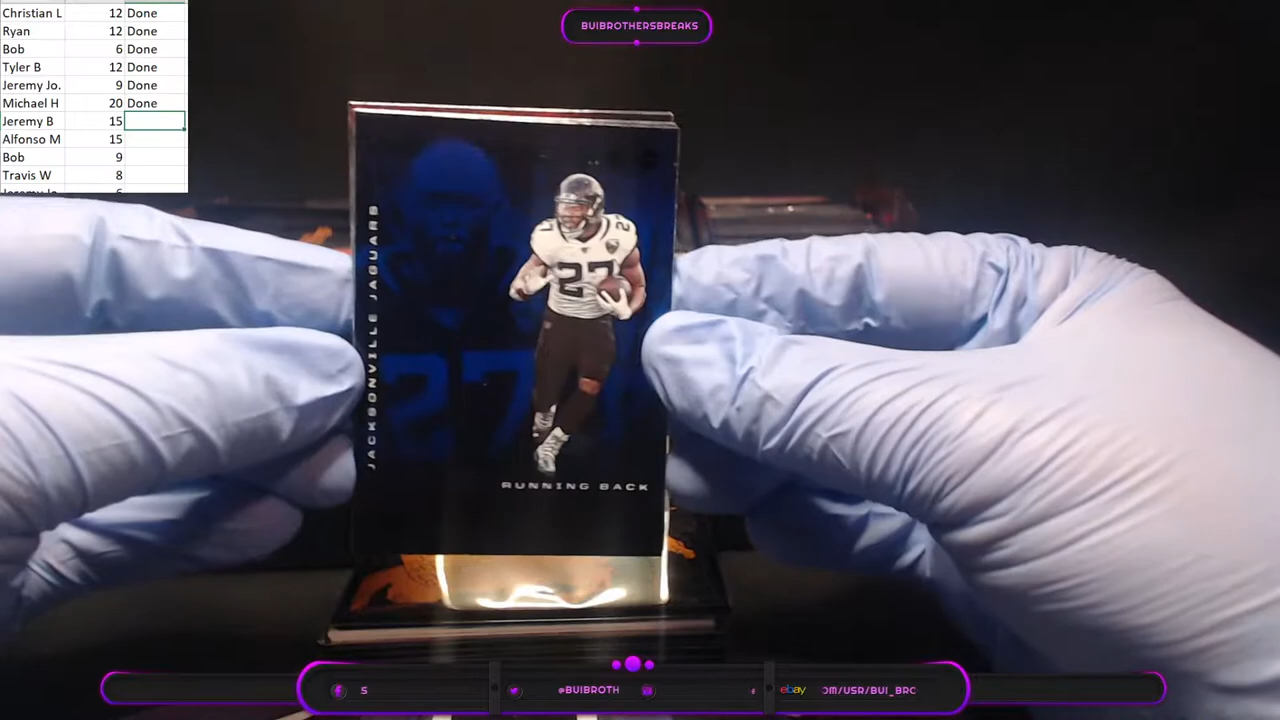 Christian L 12 Done
Ryan 12 Done
Bob 6 Done
Tyler B 12 Done
Jeremy Jo. 9 Done
Michael H 20 Done
Jeremy B 15
Alfonso M 15
Bob 9
Travis W 8
BUIBROTHERSBREAKS
JACKSONVILLE JAGUARS
27
27
27
RUNNING BACK
S
@BUIBROTH
ebay
OM/USR/BUI_BRO